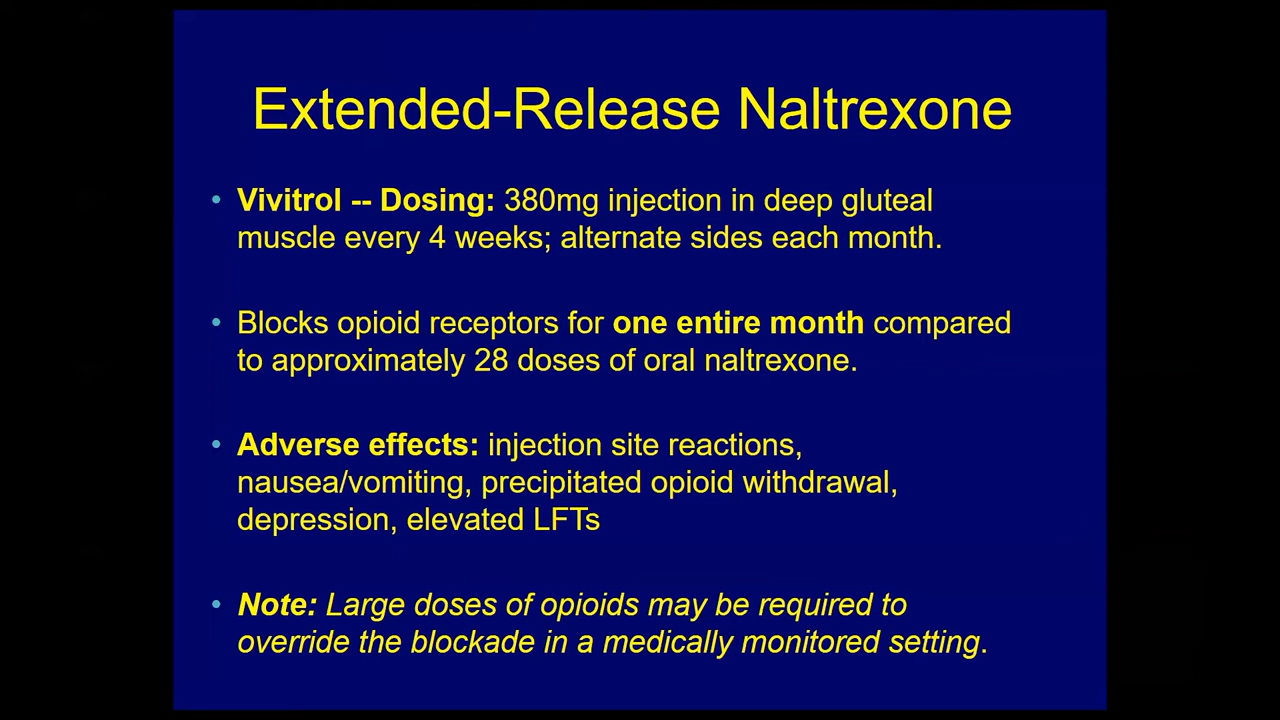 Extended-Release Naltrexone
• Vivitrol -- Dosing: 380mg injection in deep gluteal
muscle every 4 weeks; alternate sides each month.
• Blocks opioid receptors for one entire month compared
to approximately 28 doses of oral naltrexone.
• Adverse effects: injection site reactions,
nausea/vomiting, precipitated opioid withdrawal,
depression, elevated LFTs
• Note: Large doses of opioids may be required to
override the blockade in a medically monitored setting.